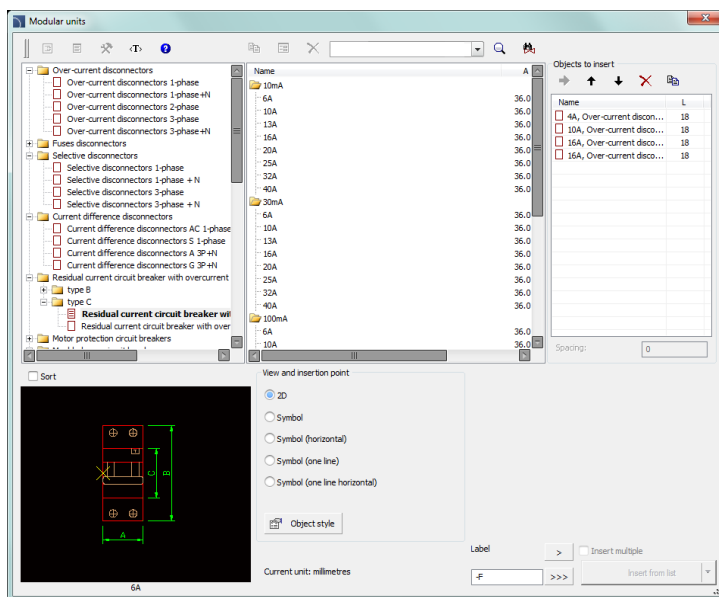 Modular units
<T>
Over-current disconnectors
Over-current disconnectors 1-phase
Over-current disconnectors 1-phase+N
Over-current disconnectors 2-phase
Over-current disconnectors 3-phase
Over-current disconnectors 3-phase+N
Fuses disconnectors
Selective disconnectors
Selective disconnectors 1-phase
Selective disconnectors 1-phase + N
Selective disconnectors 3-phase
Selective disconnectors 3-phase + N
Current difference disconnectors
Current difference disconnectors AC 1-phase
Current difference disconnectors S 1-phase
Current difference disconnectors A 3P+N
Current difference disconnectors G 3P+N
Residual current circuit breaker with overcurrent
type B
type C
Residual current circuit breaker wi
Residual current circuit breaker with over
Motor protection circuit breakers
Name A
10mA
6A 36.0
10A 36.0
13A 36.0
16A 36.0
20A 36.0
25A 36.0
32A 36.0
40A 36.0
30mA
6A 36.0
10A 36.0
13A 36.0
16A 36.0
20A 36.0
25A 36.0
32A 36.0
40A 36.0
100mA
6A 36.0
10A 36.0
Objects to insert
Name L
4A, Over-current discon... 18
10A, Over-current disco... 18
16A, Over-current disco... 18
16A, Over-current disco... 18
Spacing: 0
Sort
A
B
C
6A
View and insertion point
2D
Symbol
Symbol (horizontal)
Symbol (one line)
Symbol (one line horizontal)
Object style
Current unit: millimetres
Label
-F
>
>>>
Insert multiple
Insert from list